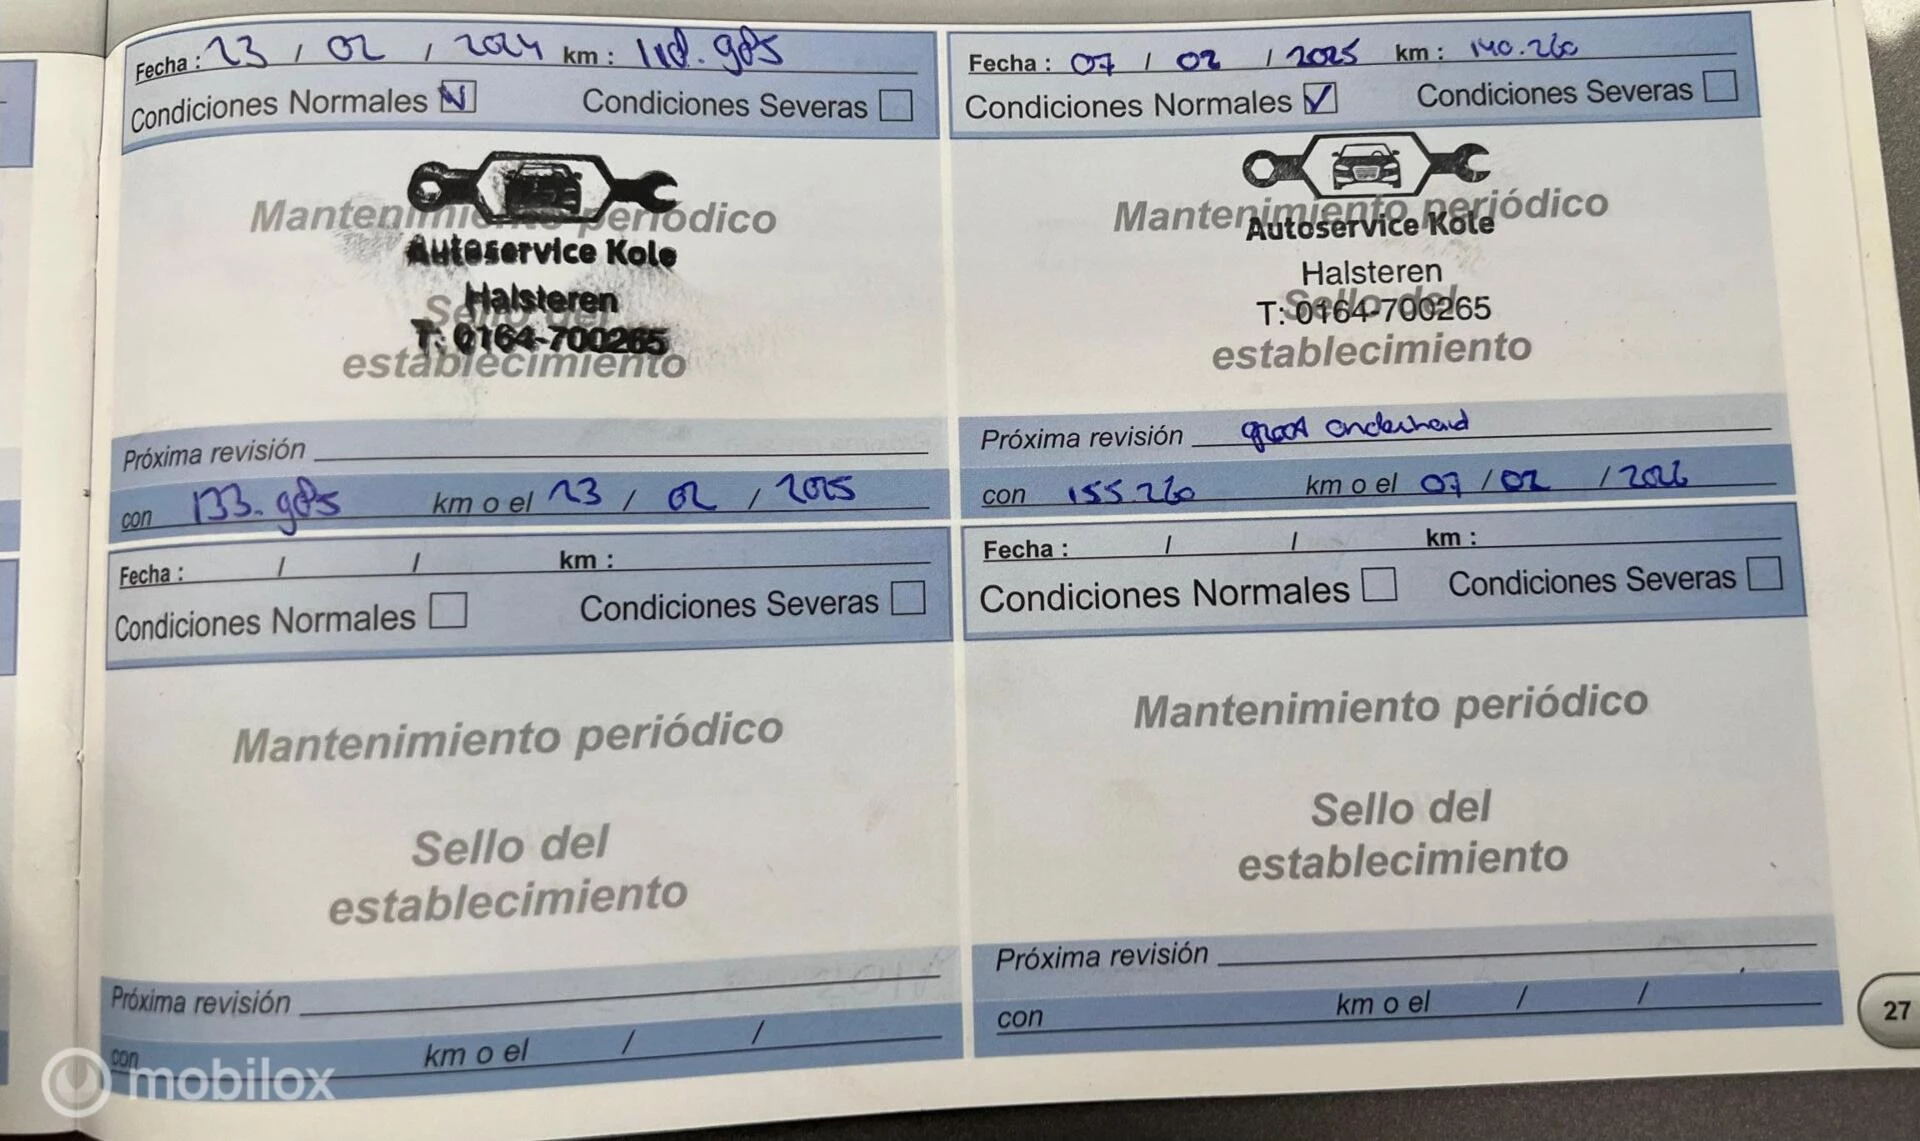 Fecha : 23 / 02 / 2024 km : 118.985
Condiciones Normales Condiciones Severas
Mantenimiento periódico
Autoservice Kole
Halsteren
Sello del
T: 0164-700265
establecimiento
Próxima revisión
con 133.985 km o el 23 / 02 / 2025
Fecha : 07 / 02 / 2025 km : 140.260
Condiciones Normales Condiciones Severas
Mantenimiento periódico
Autoservice Kole
Halsteren
Sello del
T: 0164-700265
establecimiento
Próxima revisión groot onderhoud
con 155.260 km o el 07 / 02 / 2026
Fecha : / / km :
Condiciones Normales Condiciones Severas
Mantenimiento periódico
Sello del
establecimiento
Próxima revisión
con km o el / /
Fecha : / / km :
Condiciones Normales Condiciones Severas
Mantenimiento periódico
Sello del
establecimiento
Próxima revisión
con km o el / /
27
mobilox